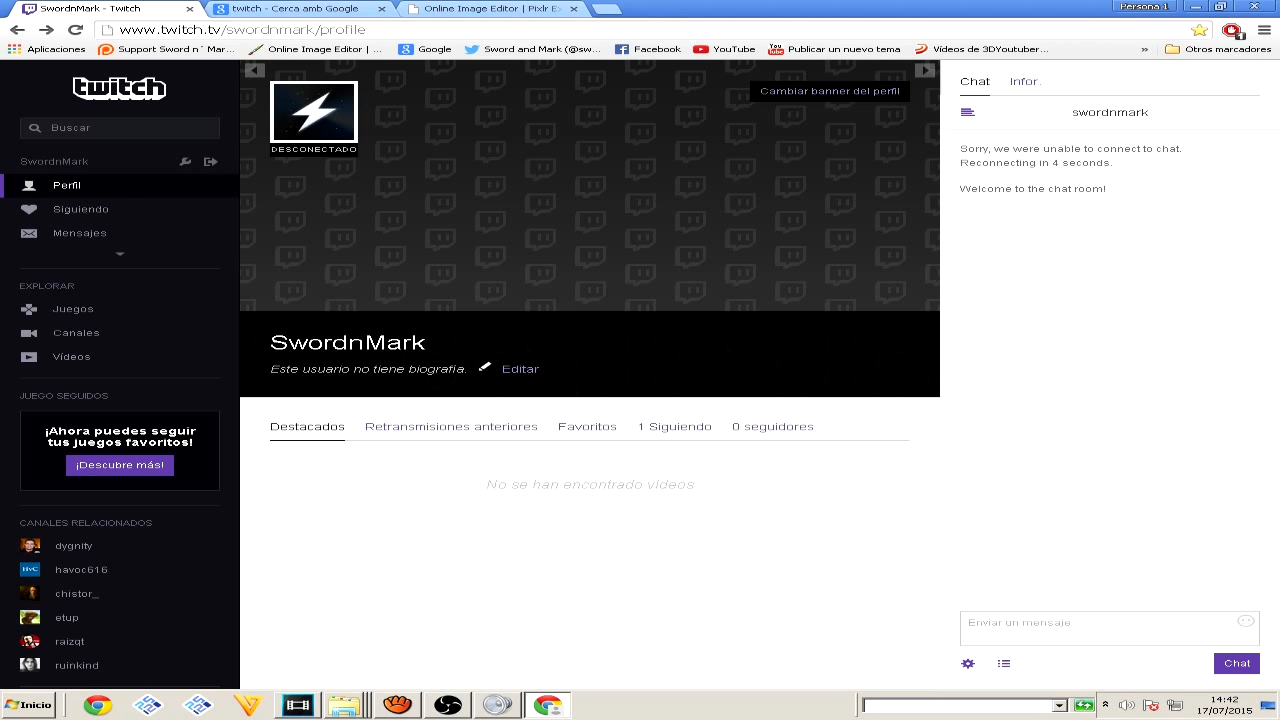 SwordnMark - Twitch
twitch - Cerca amb Google
Online Image Editor | Pixlr E
Persona 1
www.twitch.tv/swordnmark/profile
Aplicaciones
Support Sword n´ Mar...
Online Image Editor | ...
Google
Sword and Mark (@sw...
Facebook
YouTube
Publicar un nuevo tema
Vídeos de 3DYoutuber...
»
Otros marcadores
twitch
Buscar
SwordnMark
Perfil
Siguiendo
Mensajes
EXPLORAR
Juegos
Canales
Vídeos
JUEGO SEGUIDOS
¡Ahora puedes seguir
tus juegos favoritos!
¡Descubre más!
CANALES RELACIONADOS
dygnity
HvC
havoc616
chistor_
etup
raizqt
ruinkind
DESCONECTADO
Cambiar banner del perfil
SwordnMark
Este usuario no tiene biografía.
Editar
Destacados
Retransmisiones anteriores
Favoritos
1 Siguiendo
0 seguidores
No se han encontrado vídeos
Chat
Infor.
swordnmark
Sorry, we were unable to connect to chat.
Reconnecting in 4 seconds.
Welcome to the chat room!
Enviar un mensaje
Chat
Inicio
14:42
17/07/2015